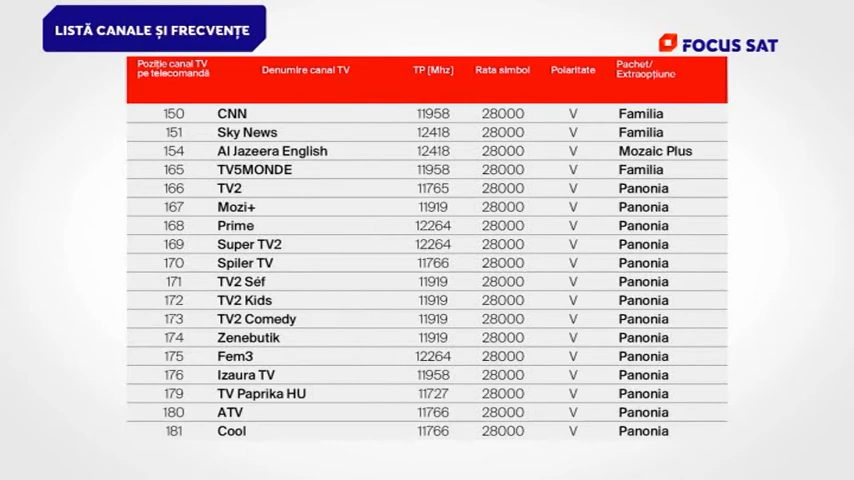 LISTĂ CANALE ȘI FRECVENȚE
FOCUS SAT
Poziție canal TV pe telecomandă Denumire canal TV TP [Mhz] Rata simbol Polaritate Pachet/ Extraopțiune
150 CNN 11958 28000 V Familia
151 Sky News 12418 28000 V Familia
154 Al Jazeera English 12418 28000 V Mozaic Plus
165 TV5MONDE 11958 28000 V Familia
166 TV2 11765 28000 V Panonia
167 Mozi+ 11919 28000 V Panonia
168 Prime 12264 28000 V Panonia
169 Super TV2 12264 28000 V Panonia
170 Spiler TV 11766 28000 V Panonia
171 TV2 Séf 11919 28000 V Panonia
172 TV2 Kids 11919 28000 V Panonia
173 TV2 Comedy 11919 28000 V Panonia
174 Zenebutik 11919 28000 V Panonia
175 Fem3 12264 28000 V Panonia
176 Izaura TV 11958 28000 V Panonia
179 TV Paprika HU 11727 28000 V Panonia
180 ATV 11766 28000 V Panonia
181 Cool 11766 28000 V Panonia